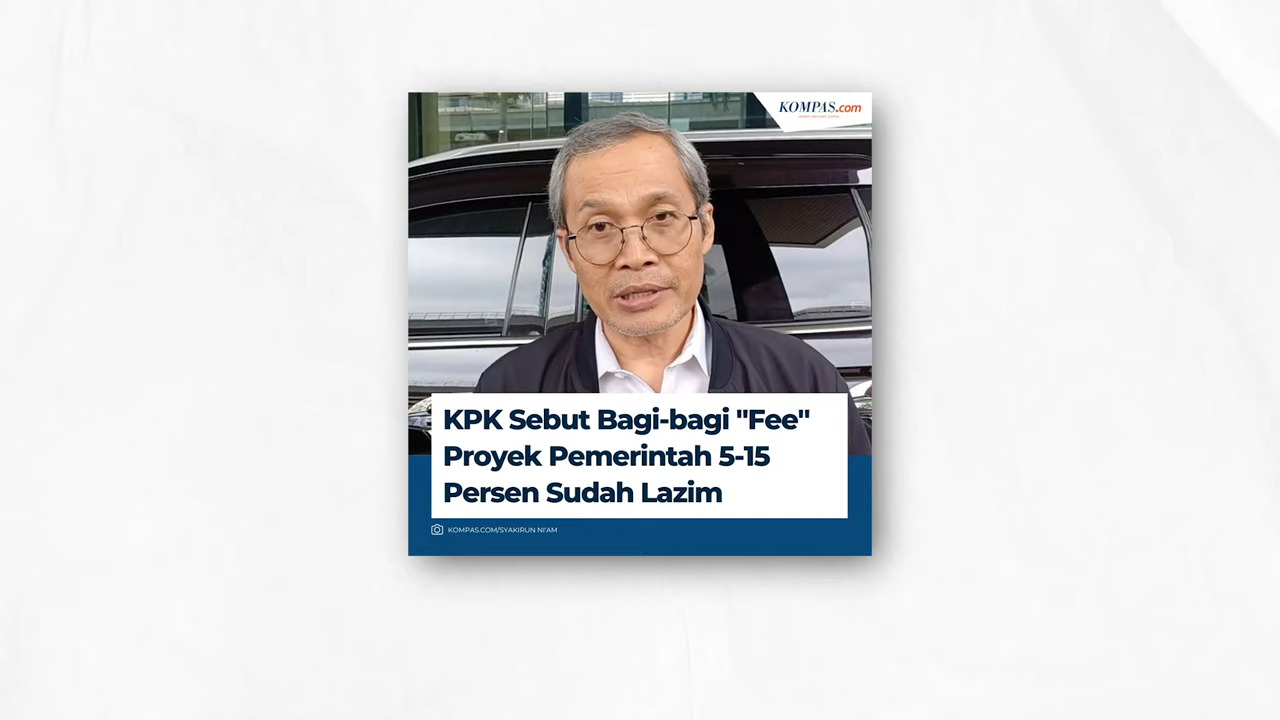 KOMPAS.com
KPK Sebut Bagi-bagi "Fee"
Proyek Pemerintah 5-15
Persen Sudah Lazim
KOMPAS.COM/SYAKIRUN NI'AM